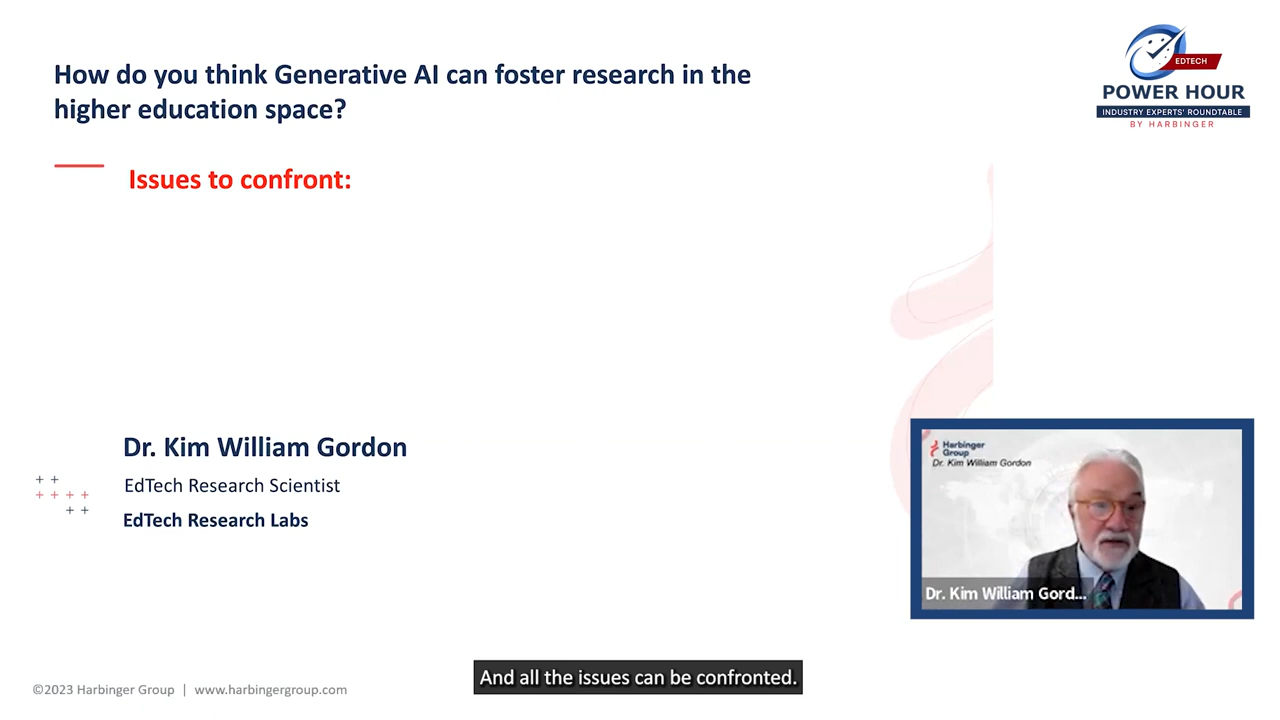 How do you think Generative AI can foster research in the
higher education space?
EDTECH
POWER HOUR
INDUSTRY EXPERTS' ROUNDTABLE
BY HARBINGER
Issues to confront:
Dr. Kim William Gordon
EdTech Research Scientist
EdTech Research Labs
Harbinger
Group
Dr. Kim William Gordon
Dr. Kim William Gord...
And all the issues can be confronted.
©2023 Harbinger Group | www.harbingergroup.com